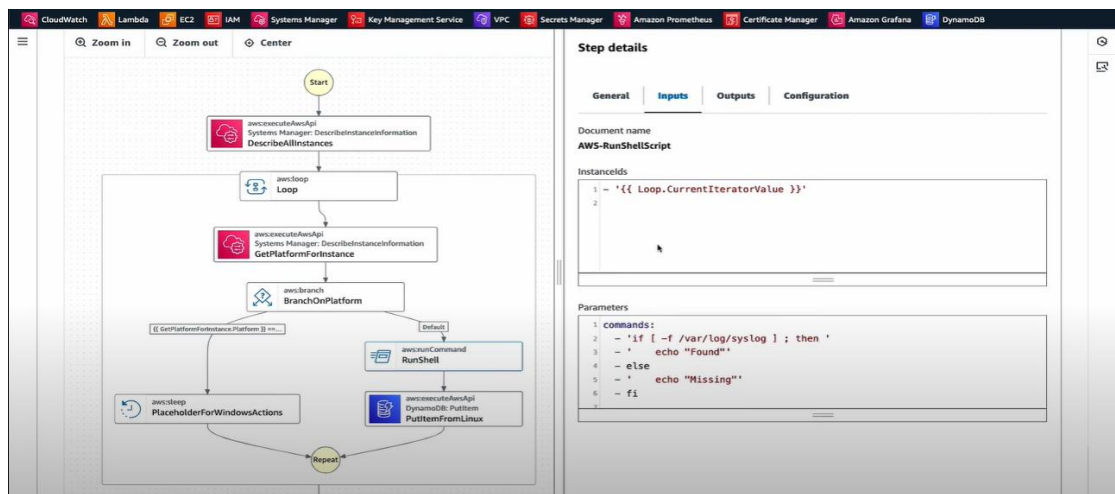 CloudWatch Lambda EC2 IAM Systems Manager Key Management Service VPC Secrets Manager Amazon Prometheus Certificate Manager Amazon Grafana DynamoDB
Zoom in Zoom out Center
Start
aws:executeAwsApi
Systems Manager: DescribeInstanceInformation
DescribeAllInstances
aws:loop
Loop
aws:executeAwsApi
Systems Manager: DescribeInstanceInformation
GetPlatformForInstance
aws:branch
BranchOnPlatform
{{ GetPlatformForInstance.Platform }} ==...
Default
aws:runCommand
RunShell
aws:sleep
PlaceholderForWindowsActions
aws:executeAwsApi
DynamoDB: PutItem
PutItemFromLinux
Repeat
Step details
General Inputs Outputs Configuration
Document name
AWS-RunShellScript
InstanceIds
1 - '{{ Loop.CurrentIteratorValue }}'
2
Parameters
1 commands:
2 - 'if [ -f /var/log/syslog ] ; then '
3 - ' echo "Found"'
4 - else
5 - ' echo "Missing"'
6 - fi
7